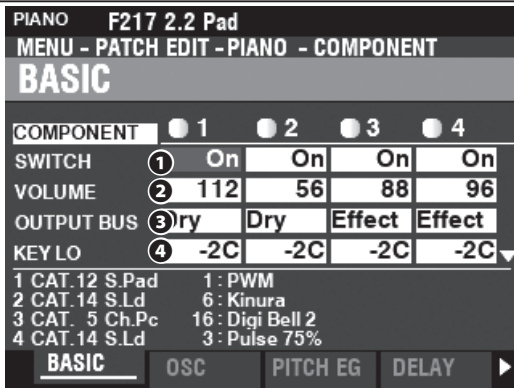 PIANO F217 2.2 Pad
MENU - PATCH EDIT - PIANO - COMPONENT
BASIC
COMPONENT 1 2 3 4
SWITCH 1 On On On On
VOLUME 2 112 56 88 96
OUTPUT BUS 3 Dry Dry Effect Effect
KEY LO 4 -2C -2C -2C -2C
1 CAT.12 S.Pad 1 : PWM
2 CAT.14 S.Ld 6 : Kinura
3 CAT. 5 Ch.Pc 16 : Digi Bell 2
4 CAT.14 S.Ld 3 : Pulse 75%
BASIC OSC PITCH EG DELAY